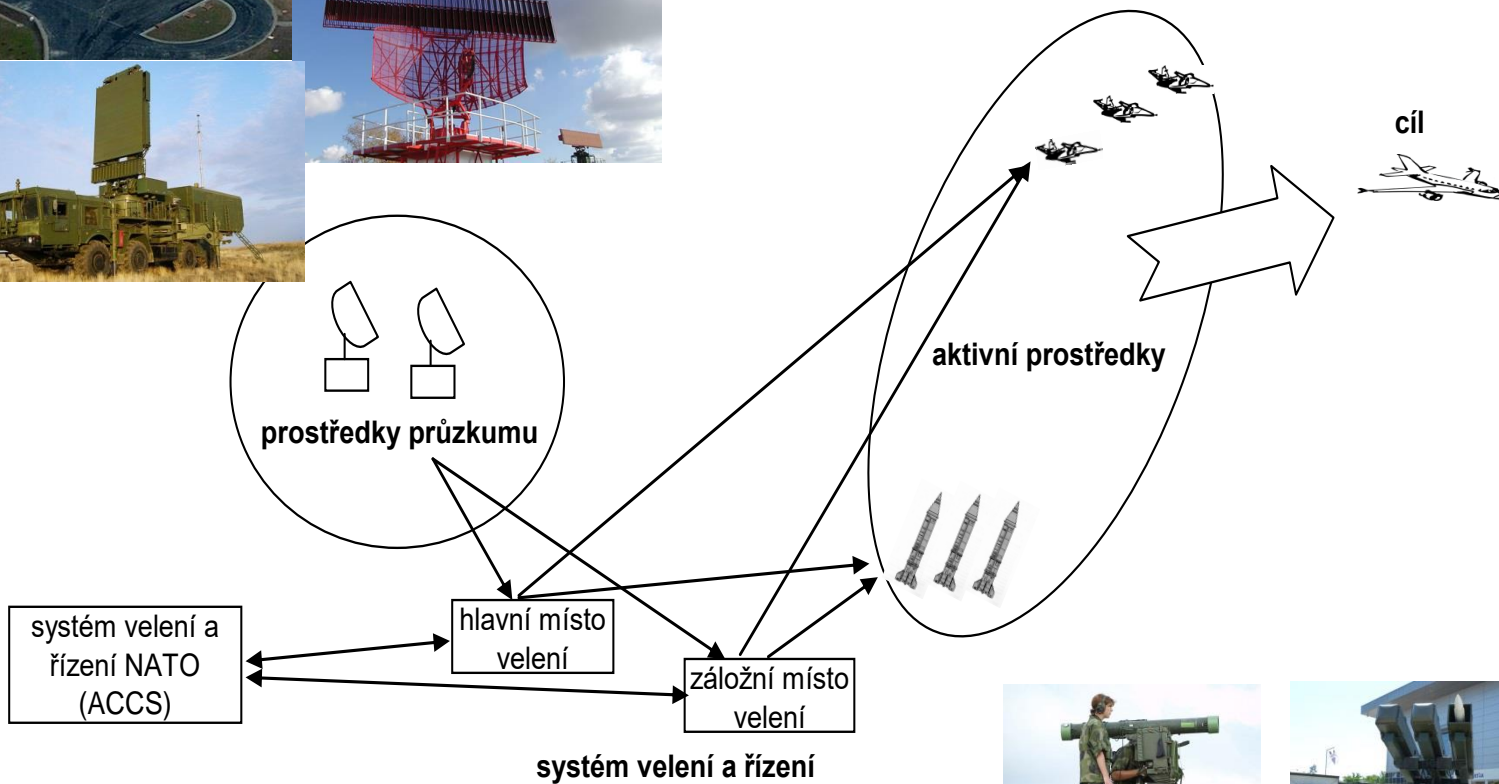 cíl
aktivní prostředky
prostředky průzkumu
hlavní místo
velení
systém velení a
řízení NATO
(ACCS)
záložní místo
velení
systém velení a řízení